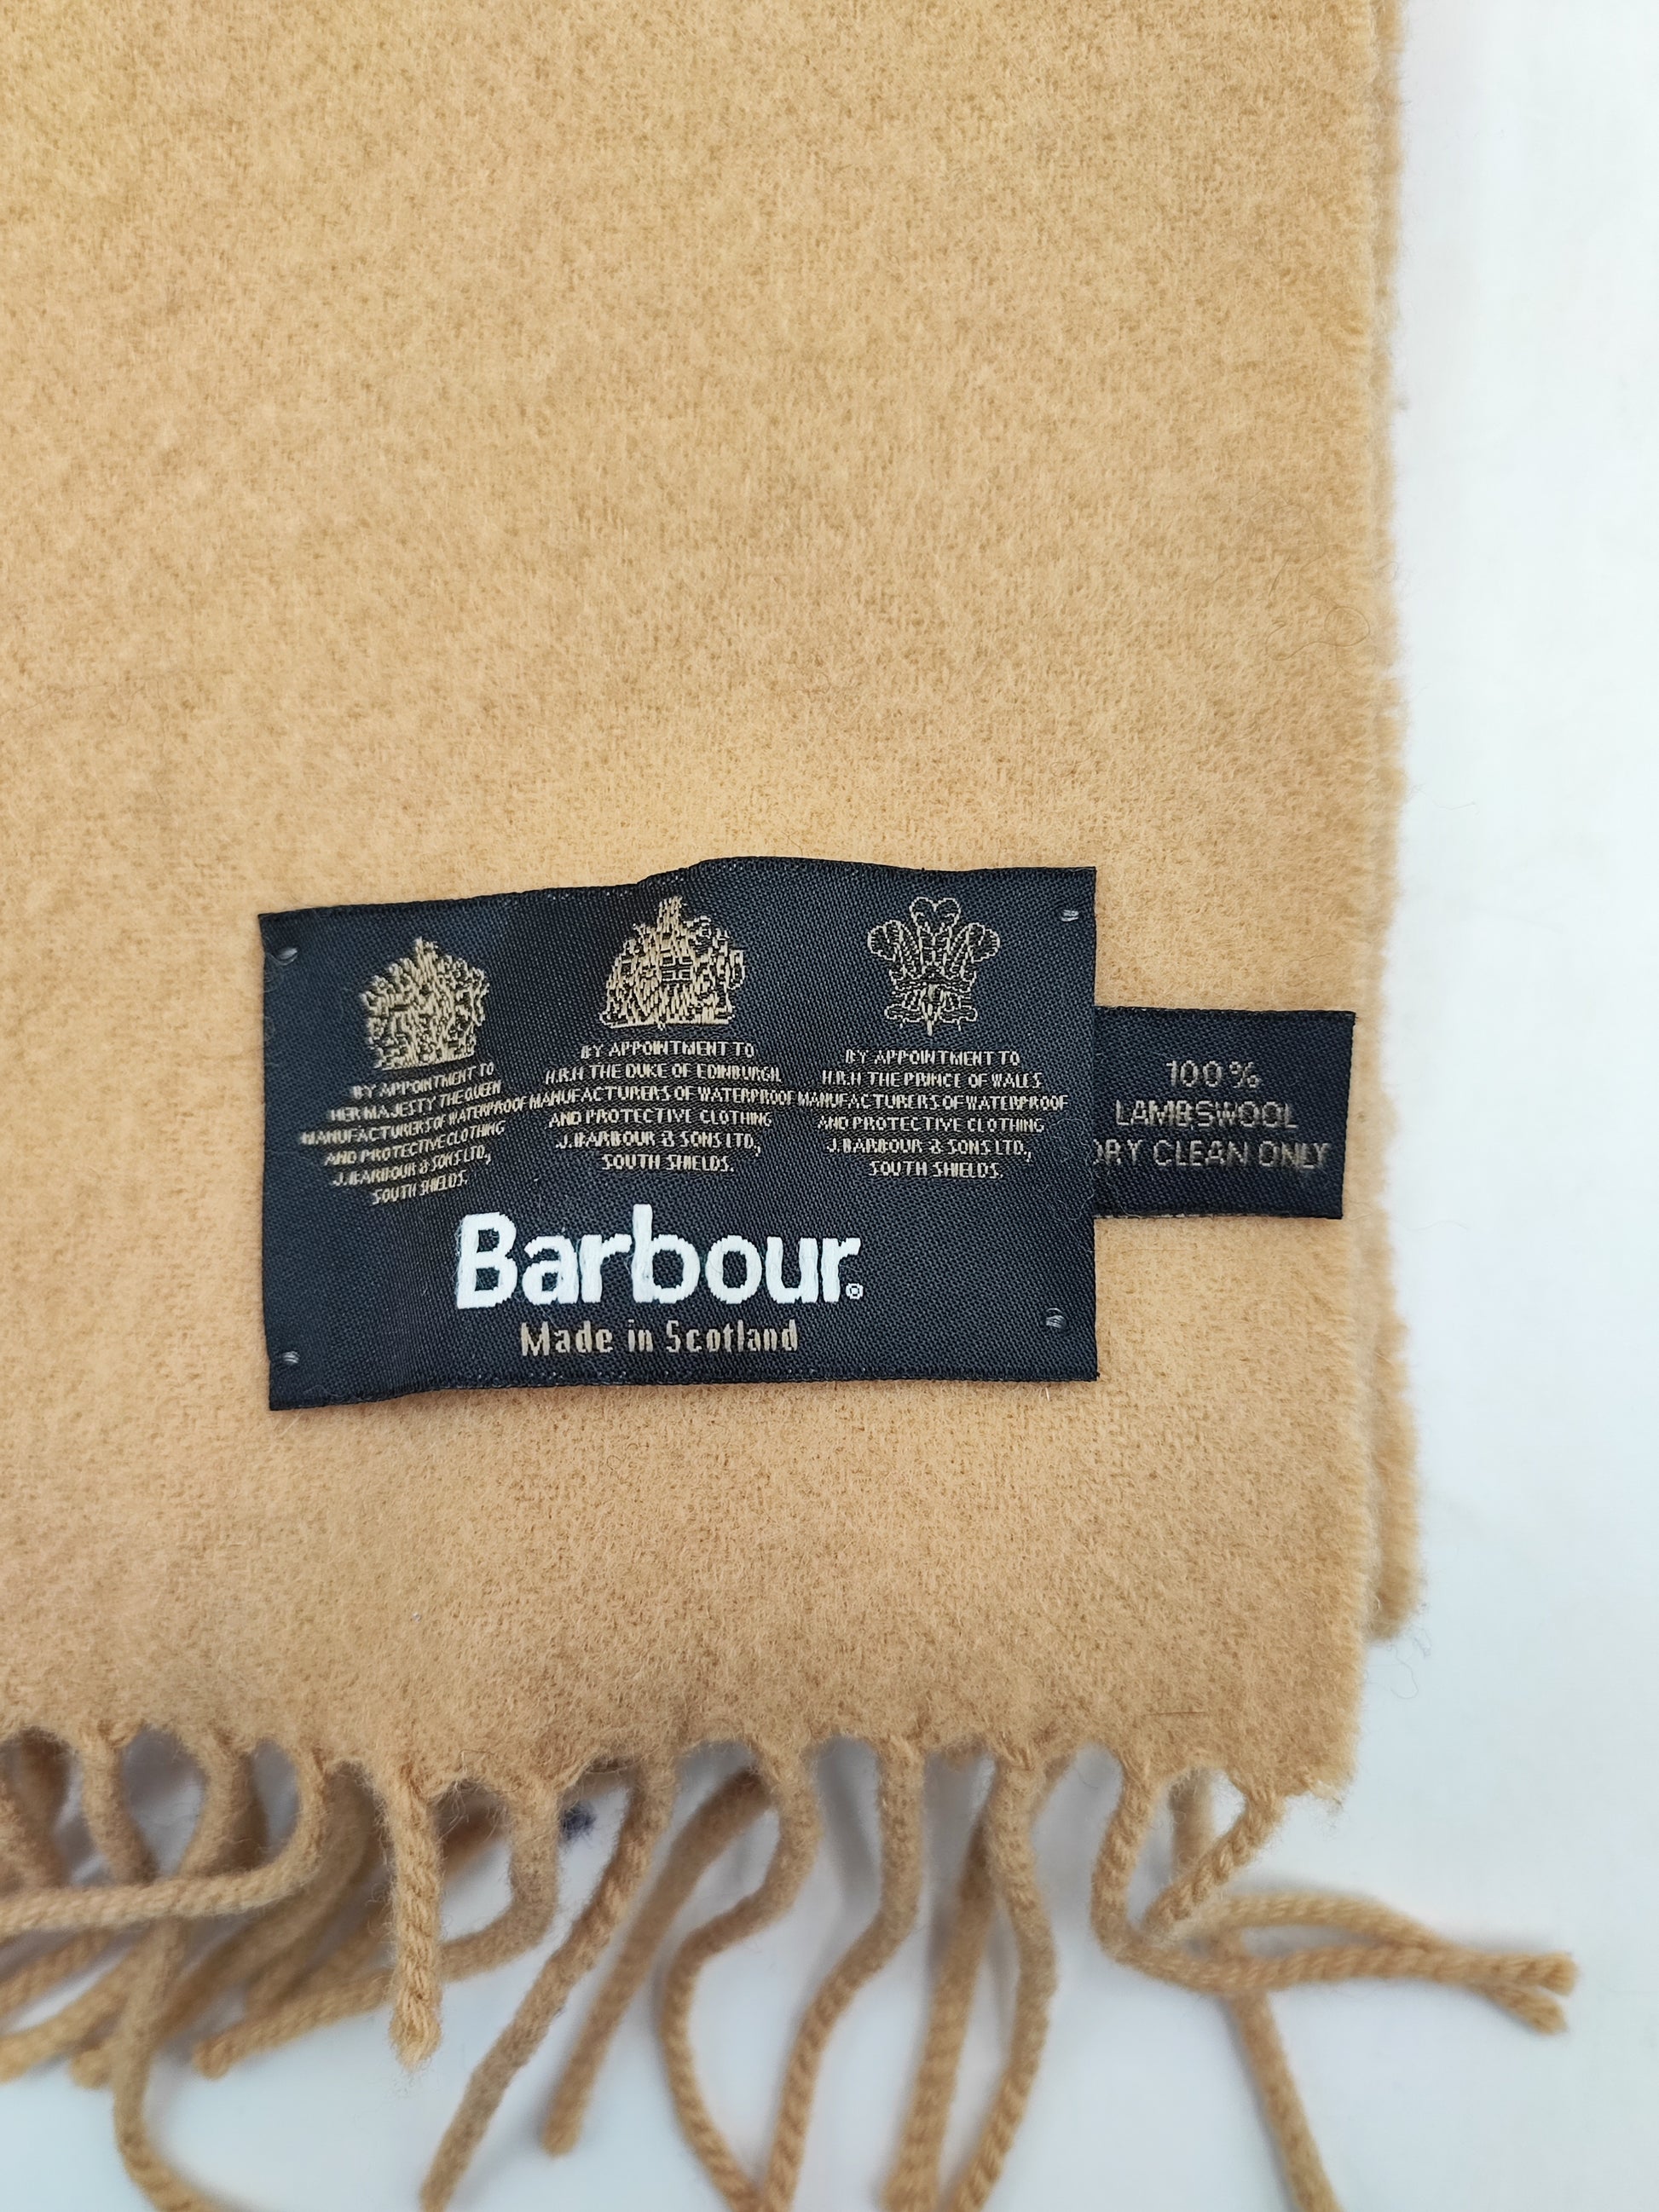 BY APPOINTMENT TO
HER MAJESTY THE QUEEN
MANUFACTURERS OF WATERPROOF
AND PROTECTIVE CLOTHING
J.BARBOUR & SONS LTD,
SOUTH SHIELDS.
BY APPOINTMENT TO
H.R.H THE DUKE OF EDINBURGH,
MANUFACTURERS OF WATERPROOF
AND PROTECTIVE CLOTHING
J.BARBOUR & SONS LTD,
SOUTH SHIELDS.
BY APPOINTMENT TO
H.R.H THE PRINCE OF WALES
MANUFACTURERS OF WATERPROOF
AND PROTECTIVE CLOTHING
J.BARBOUR & SONS LTD,
SOUTH SHIELDS.
Barbour®
Made in Scotland
100%
LAMBSWOOL
DRY CLEAN ONLY